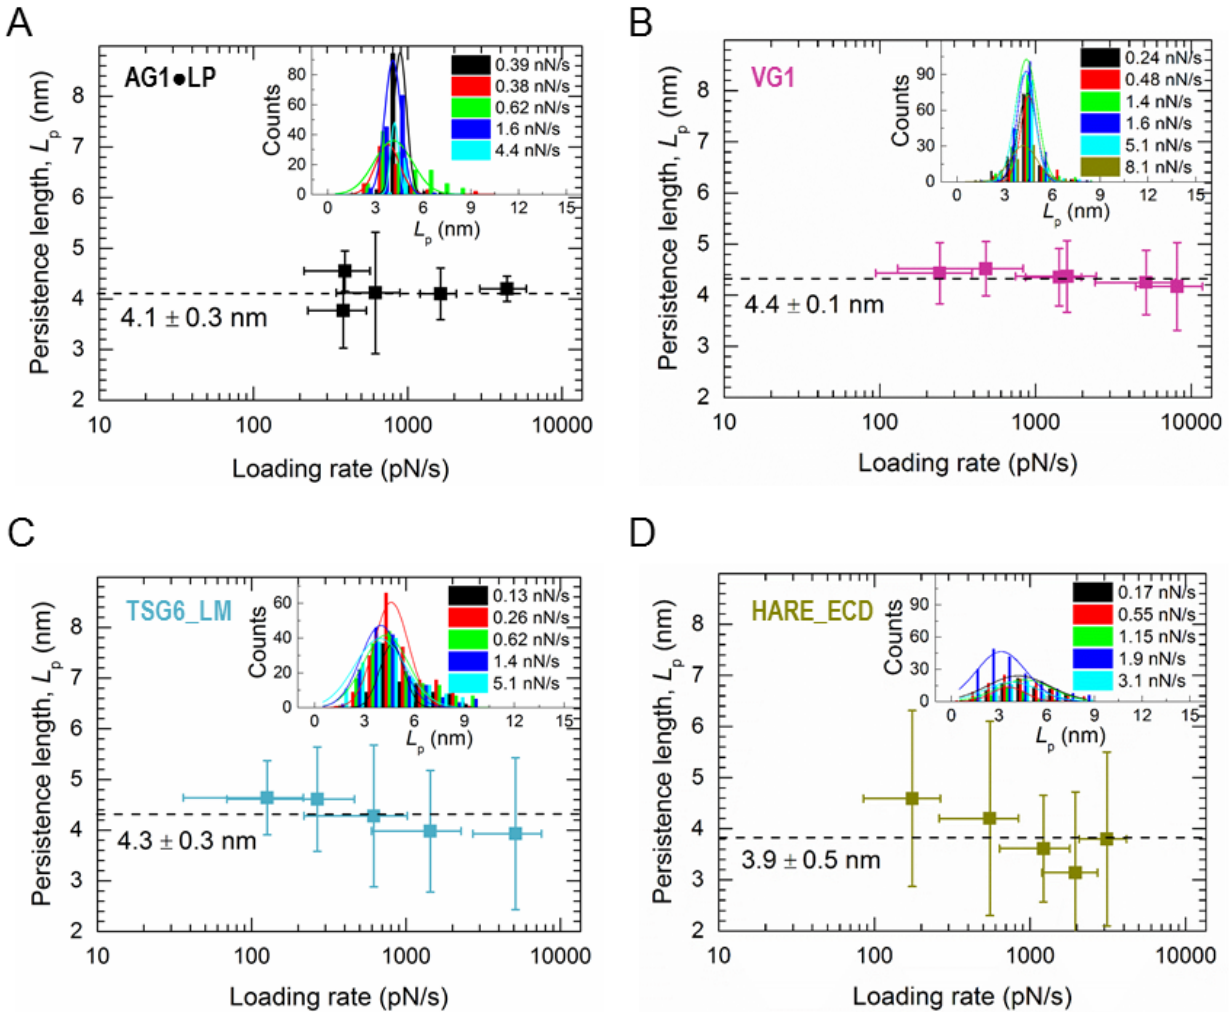 A
AG1●LP
Persistence length, Lp (nm)
8
7
6
5
4
3
2
10
100
1000
10000
Loading rate (pN/s)
4.1 ± 0.3 nm
Counts
80
60
40
20
0
0
3
6
9
12
15
Lp (nm)
0.39 nN/s
0.38 nN/s
0.62 nN/s
1.6 nN/s
4.4 nN/s
B
VG1
Persistence length, Lp (nm)
8
7
6
5
4
3
2
10
100
1000
10000
Loading rate (pN/s)
4.4 ± 0.1 nm
Counts
90
60
30
0
0
3
6
9
12
15
Lp (nm)
0.24 nN/s
0.48 nN/s
1.4 nN/s
1.6 nN/s
5.1 nN/s
8.1 nN/s
C
TSG6_LM
Persistence length, Lp (nm)
8
7
6
5
4
3
2
10
100
1000
10000
Loading rate (pN/s)
4.3 ± 0.3 nm
Counts
60
40
20
0
0
3
6
9
12
15
Lp (nm)
0.13 nN/s
0.26 nN/s
0.62 nN/s
1.4 nN/s
5.1 nN/s
D
HARE_ECD
Persistence length, Lp (nm)
8
7
6
5
4
3
2
10
100
1000
10000
Loading rate (pN/s)
3.9 ± 0.5 nm
Counts
90
60
30
0
0
3
6
9
12
15
Lp (nm)
0.17 nN/s
0.55 nN/s
1.15 nN/s
1.9 nN/s
3.1 nN/s